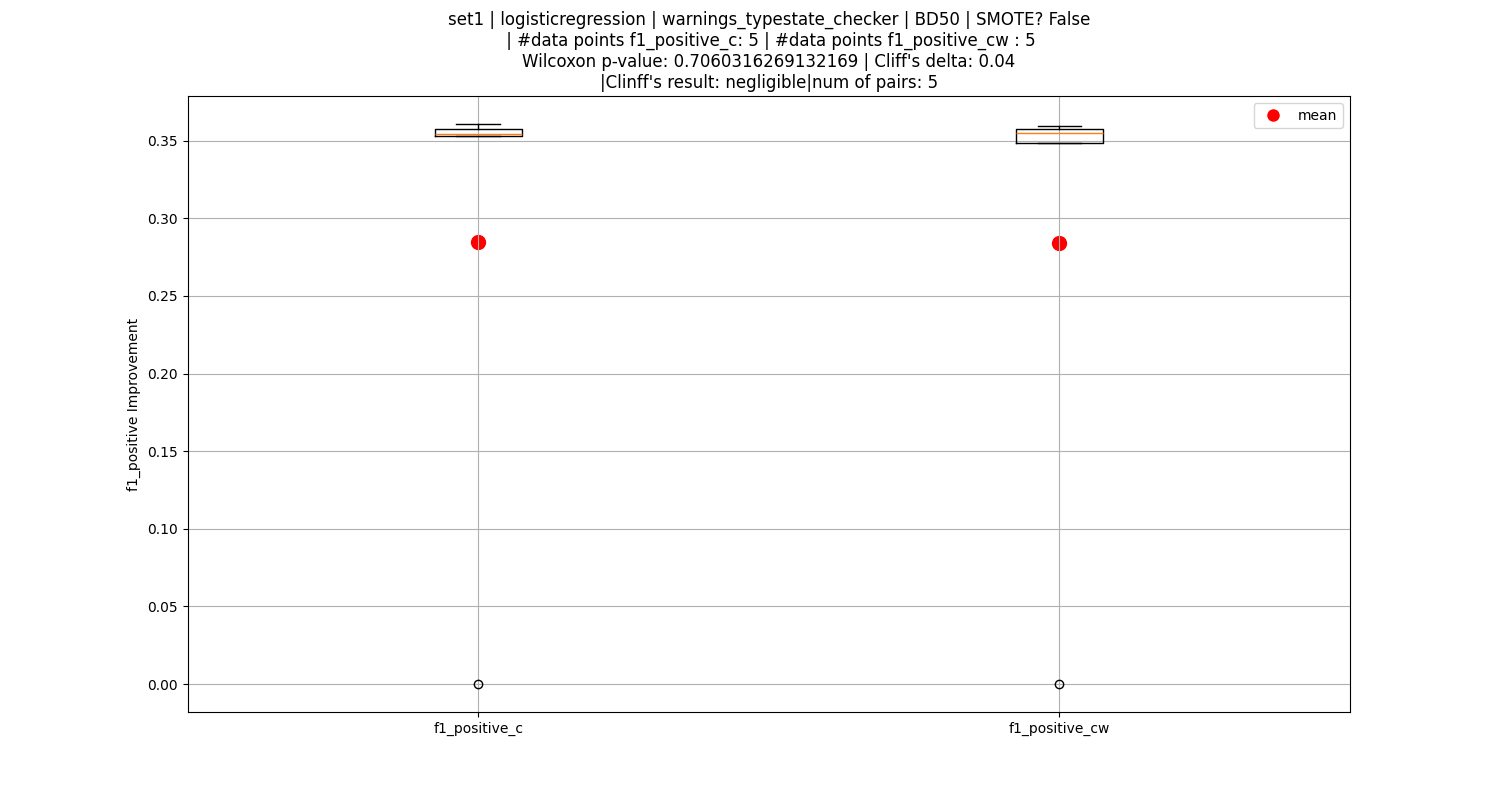 set1 | logisticregression | warnings_typestate_checker | BD50 | SMOTE? False
| #data points f1_positive_c: 5 | #data points f1_positive_cw : 5
Wilcoxon p-value: 0.7060316269132169 | Cliff's delta: 0.04
|Clinff's result: negligible|num of pairs: 5
mean
0.35
0.30
0.25
0.20
0.15
0.10
0.05
0.00
f1_positive Improvement
f1_positive_c
f1_positive_cw